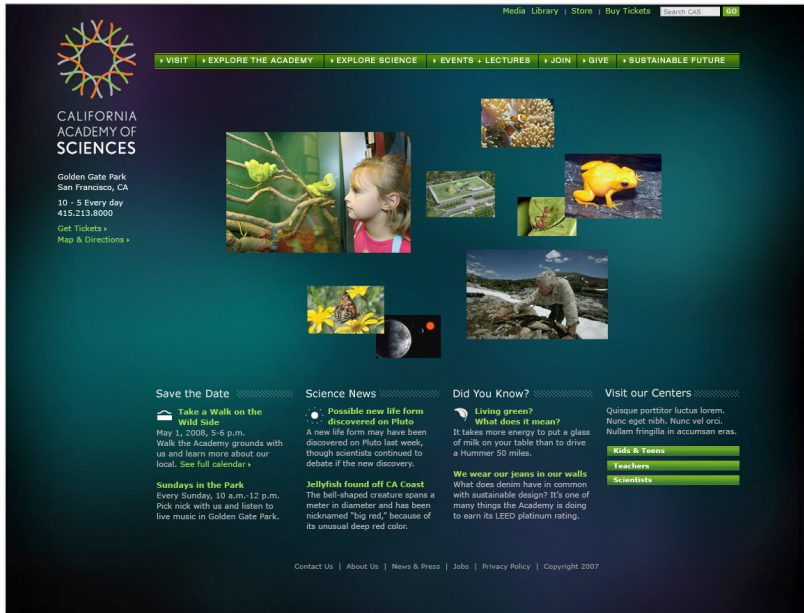 Media Library | Store | Buy Tickets Search CAS GO
VISIT EXPLORE THE ACADEMY EXPLORE SCIENCE EVENTS + LECTURES JOIN GIVE SUSTAINABLE FUTURE
CALIFORNIA
ACADEMY OF
SCIENCES
Golden Gate Park
San Francisco, CA
10 - 5 Every day
415.213.8000
Get Tickets
Map & Directions
Save the Date
Take a Walk on the
Wild Side
May 1, 2008, 5-6 p.m.
Walk the Academy grounds with
us and learn more about our
local. See full calendar
Sundays in the Park
Every Sunday, 10 a.m.-12 p.m.
Pick nick with us and listen to
live music in Golden Gate Park.
Science News
Possible new life form
discovered on Pluto
A new life form may have been
discovered on Pluto last week,
though scientists continued to
debate if the new discovery.
Jellyfish found off CA Coast
The bell-shaped creature spans a
meter in diameter and has been
nicknamed "big red," because of
its unusual deep red color.
Did You Know?
Living green?
What does it mean?
It takes more energy to put a glass
of milk on your table than to drive
a Hummer 50 miles.
We wear our jeans in our walls
What does denim have in common
with sustainable design? It's one of
many things the Academy is doing
to earn its LEED platinum rating.
Visit our Centers
Quisque porttitor luctus lorem.
Nunc eget nibh. Nunc vel orci.
Nullam fringilla in accumsan eras.
Kids & Teens
Teachers
Scientists
Contact Us | About Us | News & Press | Jobs | Privacy Policy | Copyright 2007